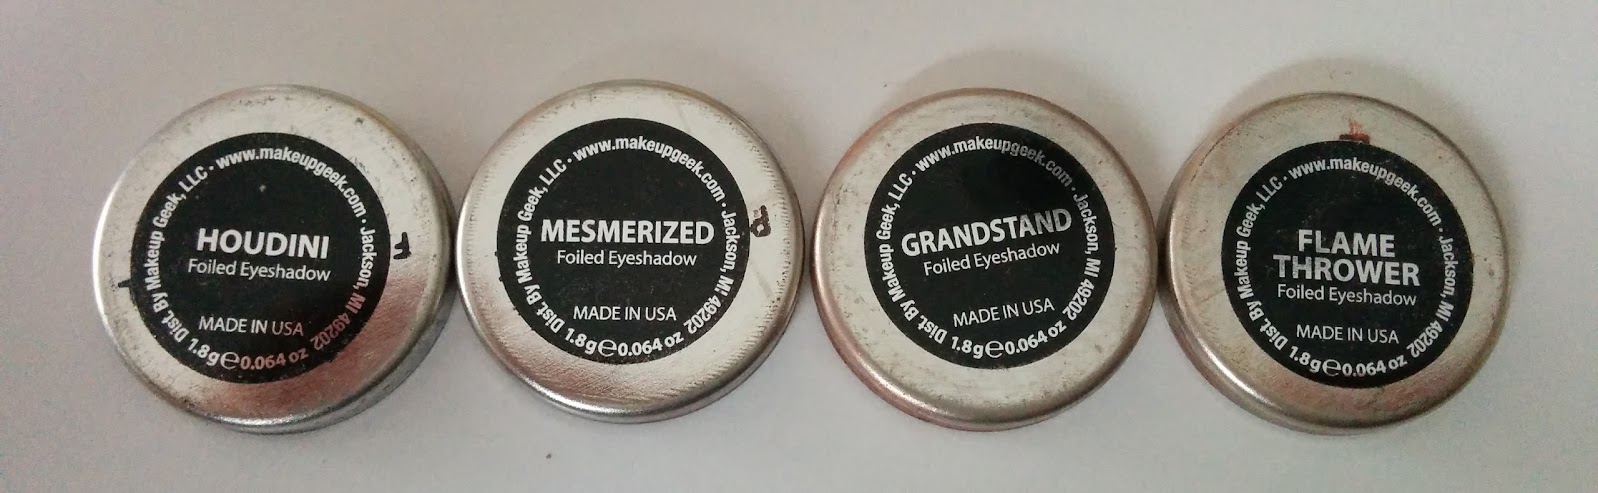 Dist. By Makeup Geek, LLC • www.makeupgeek.com • Jackson, MI 49202
HOUDINI
Foiled Eyeshadow
MADE IN USA
1.8g℮0.064 oz
Dist. By Makeup Geek, LLC • www.makeupgeek.com • Jackson, MI 49202
MESMERIZED
Foiled Eyeshadow
MADE IN USA
1.8g℮0.064 oz
Dist. By Makeup Geek, LLC • www.makeupgeek.com • Jackson, MI 49202
GRANDSTAND
Foiled Eyeshadow
MADE IN USA
1.8g℮0.064 oz
Dist. By Makeup Geek, LLC • www.makeupgeek.com • Jackson, MI 49202
FLAME
THROWER
Foiled Eyeshadow
MADE IN USA
1.8g℮0.064 oz